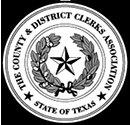 THE COUNTY & DISTRICT CLERKS ASSOCIATION
STATE OF TEXAS